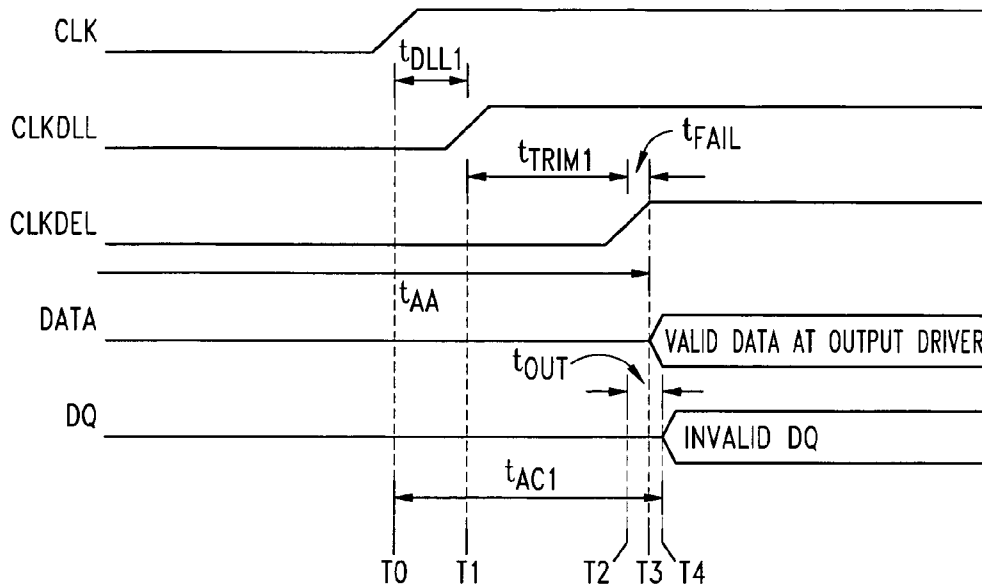 CLK
tDLL1
CLKDLL
tFAIL
tTRIM1
CLKDEL
tAA
DATA
VALID DATA AT OUTPUT DRIVER
tOUT
DQ
INVALID DQ
tAC1
T0 T1 T2 T3 T4